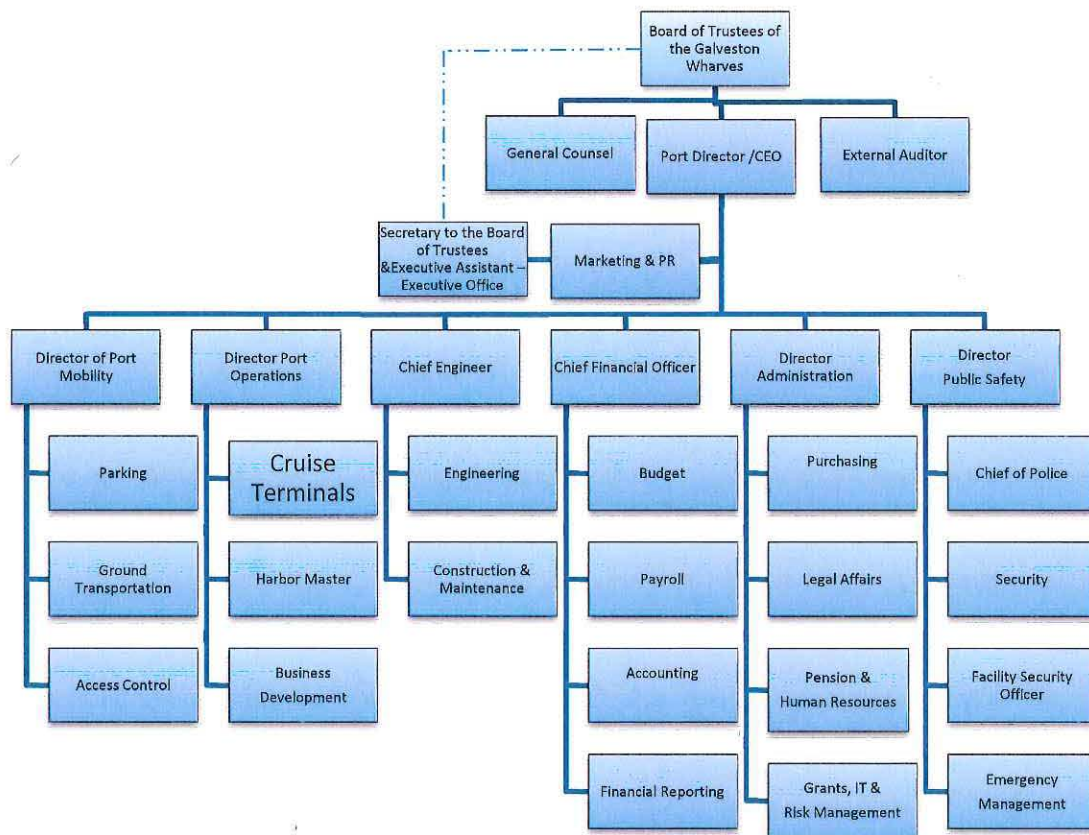 Board of Trustees of
the Galveston
Wharves
General Counsel
Port Director /CEO
External Auditor
Secretary to the Board
of Trustees
&Executive Assistant –
Executive Office
Marketing & PR
Director of Port
Mobility
Director Port
Operations
Chief Engineer
Chief Financial Officer
Director
Administration
Director
Public Safety
Parking
Cruise
Terminals
Engineering
Budget
Purchasing
Chief of Police
Ground
Transportation
Harbor Master
Construction &
Maintenance
Payroll
Legal Affairs
Security
Access Control
Business
Development
Accounting
Pension &
Human Resources
Facility Security
Officer
Financial Reporting
Grants, IT &
Risk Management
Emergency
Management